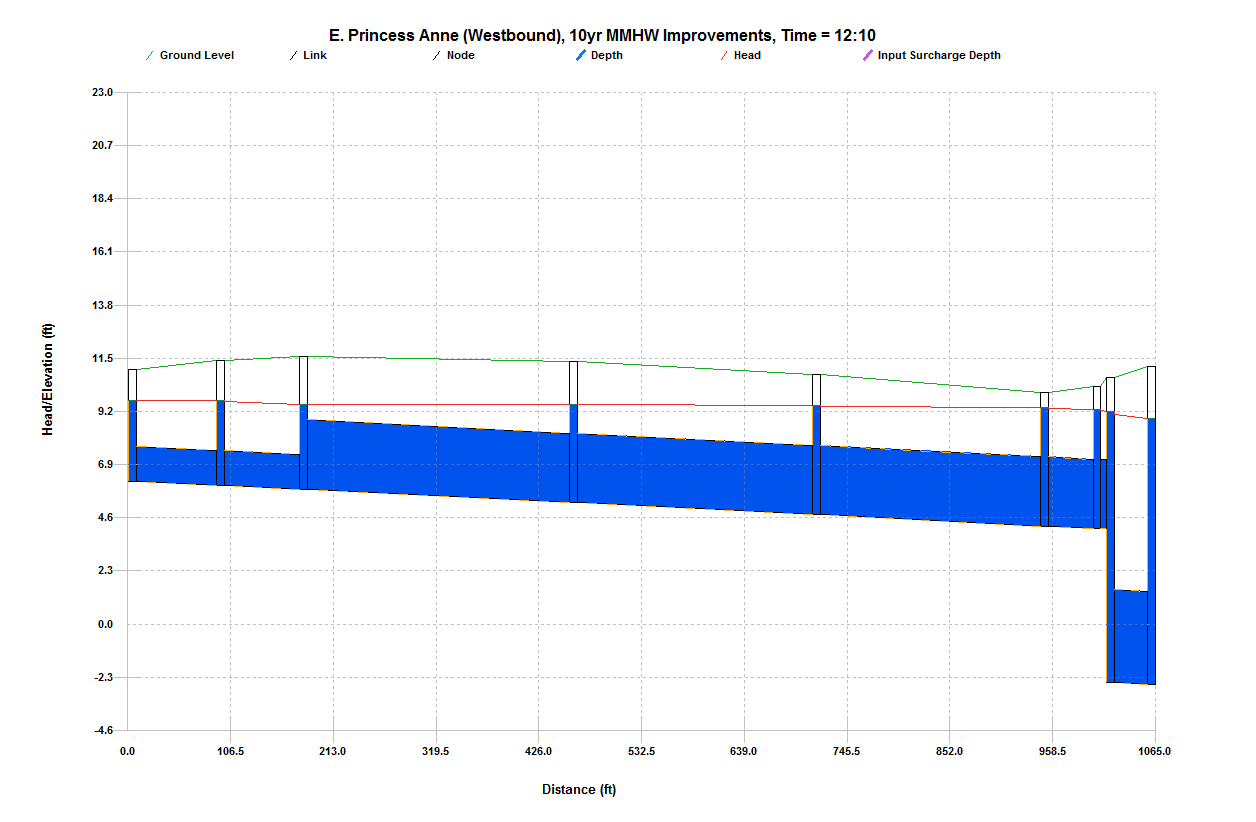 E. Princess Anne (Westbound), 10yr MMHW Improvements, Time = 12:10
Ground Level Link Node Depth Head Input Surcharge Depth
23.0
20.7
18.4
16.1
13.8
11.5
9.2
6.9
4.6
2.3
0.0
-2.3
-4.6
Head/Elevation (ft)
0.0 106.5 213.0 319.5 426.0 532.5 639.0 745.5 852.0 958.5 1065.0
Distance (ft)